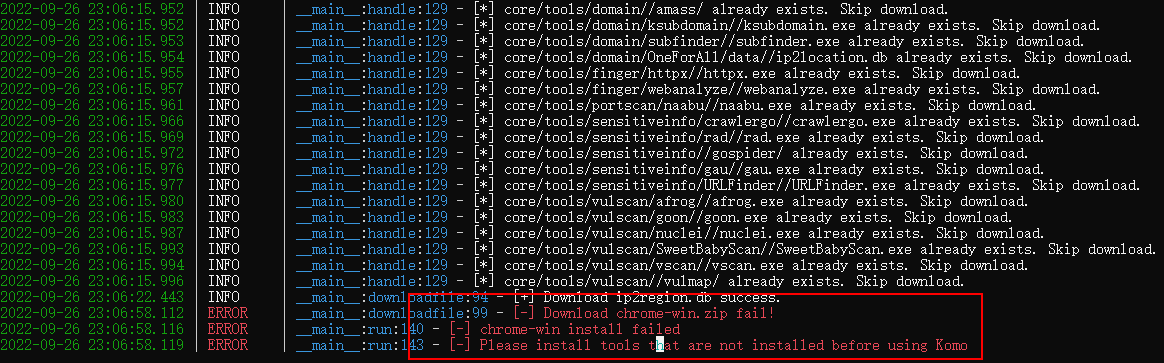 2022-09-26 23:06:15.952 | INFO | __main__:handle:129 - [*] core/tools/domain//amass/ already exists. Skip download.
2022-09-26 23:06:15.952 | INFO | __main__:handle:129 - [*] core/tools/domain/ksubdomain//ksubdomain.exe already exists. Skip download.
2022-09-26 23:06:15.953 | INFO | __main__:handle:129 - [*] core/tools/domain/subfinder//subfinder.exe already exists. Skip download.
2022-09-26 23:06:15.954 | INFO | __main__:handle:129 - [*] core/tools/domain/OneForAll/data//ip2location.db already exists. Skip download.
2022-09-26 23:06:15.955 | INFO | __main__:handle:129 - [*] core/tools/finger/httpx//httpx.exe already exists. Skip download.
2022-09-26 23:06:15.957 | INFO | __main__:handle:129 - [*] core/tools/finger/webanalyze//webanalyze.exe already exists. Skip download.
2022-09-26 23:06:15.961 | INFO | __main__:handle:129 - [*] core/tools/portscan/naabu//naabu.exe already exists. Skip download.
2022-09-26 23:06:15.966 | INFO | __main__:handle:129 - [*] core/tools/sensitiveinfo/crawlergo//crawlergo.exe already exists. Skip download.
2022-09-26 23:06:15.969 | INFO | __main__:handle:129 - [*] core/tools/sensitiveinfo/rad//rad.exe already exists. Skip download.
2022-09-26 23:06:15.972 | INFO | __main__:handle:129 - [*] core/tools/sensitiveinfo//gospider/ already exists. Skip download.
2022-09-26 23:06:15.976 | INFO | __main__:handle:129 - [*] core/tools/sensitiveinfo/gau//gau.exe already exists. Skip download.
2022-09-26 23:06:15.977 | INFO | __main__:handle:129 - [*] core/tools/sensitiveinfo/URLFinder//URLFinder.exe already exists. Skip download.
2022-09-26 23:06:15.980 | INFO | __main__:handle:129 - [*] core/tools/vulscan/afrog//afrog.exe already exists. Skip download.
2022-09-26 23:06:15.983 | INFO | __main__:handle:129 - [*] core/tools/vulscan/goon//goon.exe already exists. Skip download.
2022-09-26 23:06:15.987 | INFO | __main__:handle:129 - [*] core/tools/vulscan/nuclei//nuclei.exe already exists. Skip download.
2022-09-26 23:06:15.993 | INFO | __main__:handle:129 - [*] core/tools/vulscan/SweetBabyScan//SweetBabyScan.exe already exists. Skip download.
2022-09-26 23:06:15.994 | INFO | __main__:handle:129 - [*] core/tools/vulscan/vscan//vscan.exe already exists. Skip download.
2022-09-26 23:06:15.996 | INFO | __main__:handle:129 - [*] core/tools/vulscan//vulmap/ already exists. Skip download.
2022-09-26 23:06:22.443 | INFO | __main__:downloadfile:94 - [+] Download ip2region.db success.
2022-09-26 23:06:58.112 | ERROR | __main__:downloadfile:99 - [-] Download chrome-win.zip fail!
2022-09-26 23:06:58.116 | ERROR | __main__:run:140 - [-] chrome-win install failed
2022-09-26 23:06:58.119 | ERROR | __main__:run:143 - [-] Please install tools that are not installed before using Komo